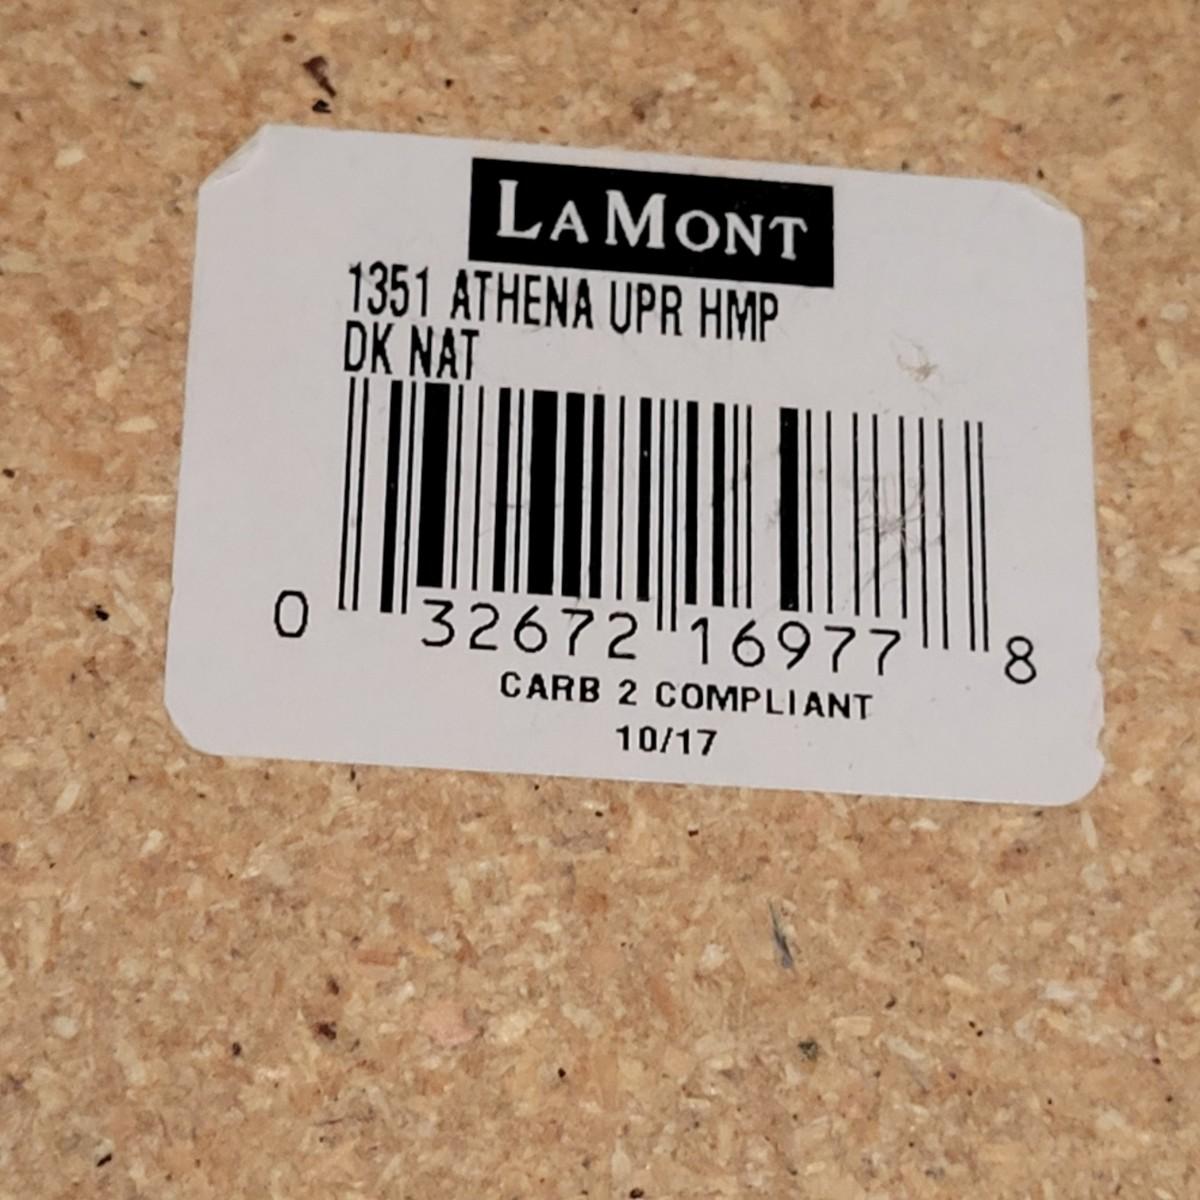 LAMONT
1351 ATHENA UPR HMP
DK NAT
0 32672 16977 8
CARB 2 COMPLIANT
10/17